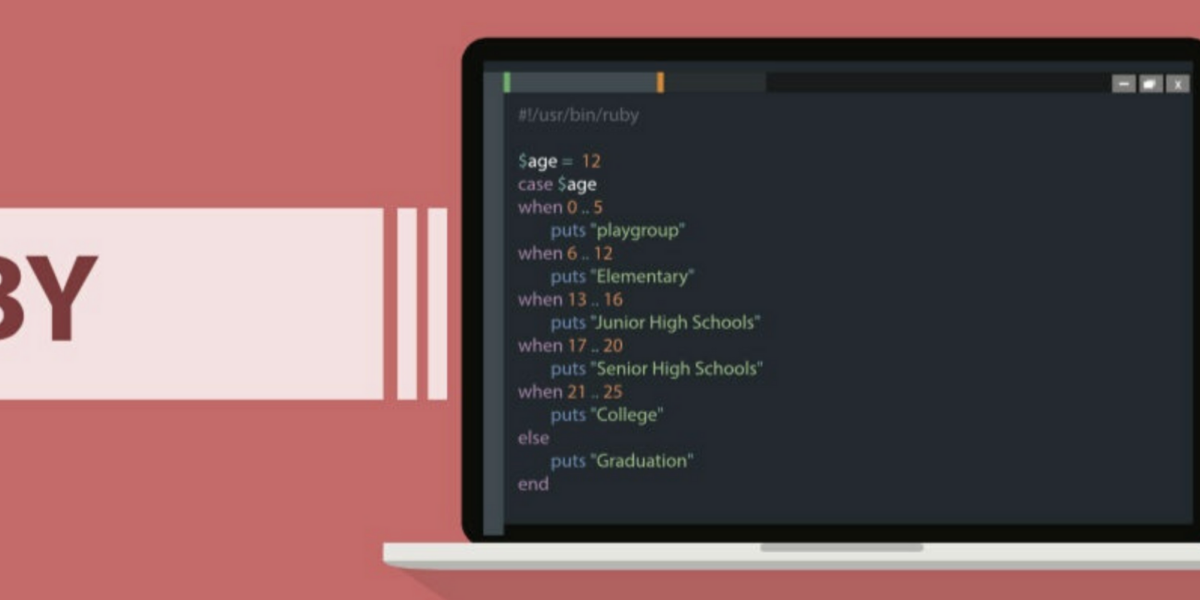 BY
#!/usr/bin/ruby
$age = 12
case $age
when 0 .. 5
puts "playgroup"
when 6 .. 12
puts "Elementary"
when 13 .. 16
puts "Junior High Schools"
when 17 .. 20
puts "Senior High Schools"
when 21 .. 25
puts "College"
else
puts "Graduation"
end